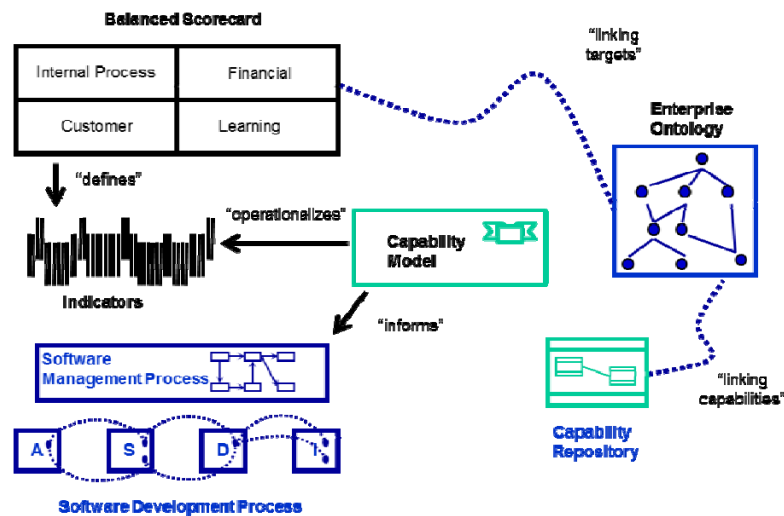 Balanced Scorecard
Internal Process
Financial
Customer
Learning
"linking
targets"
Enterprise
Ontology
"defines"
"operationalizes"
Capability
Model
Indicators
"informs"
Software
Management Process
"linking
capabilities"
A
S
D
I
Capability
Repository
Software Development Process